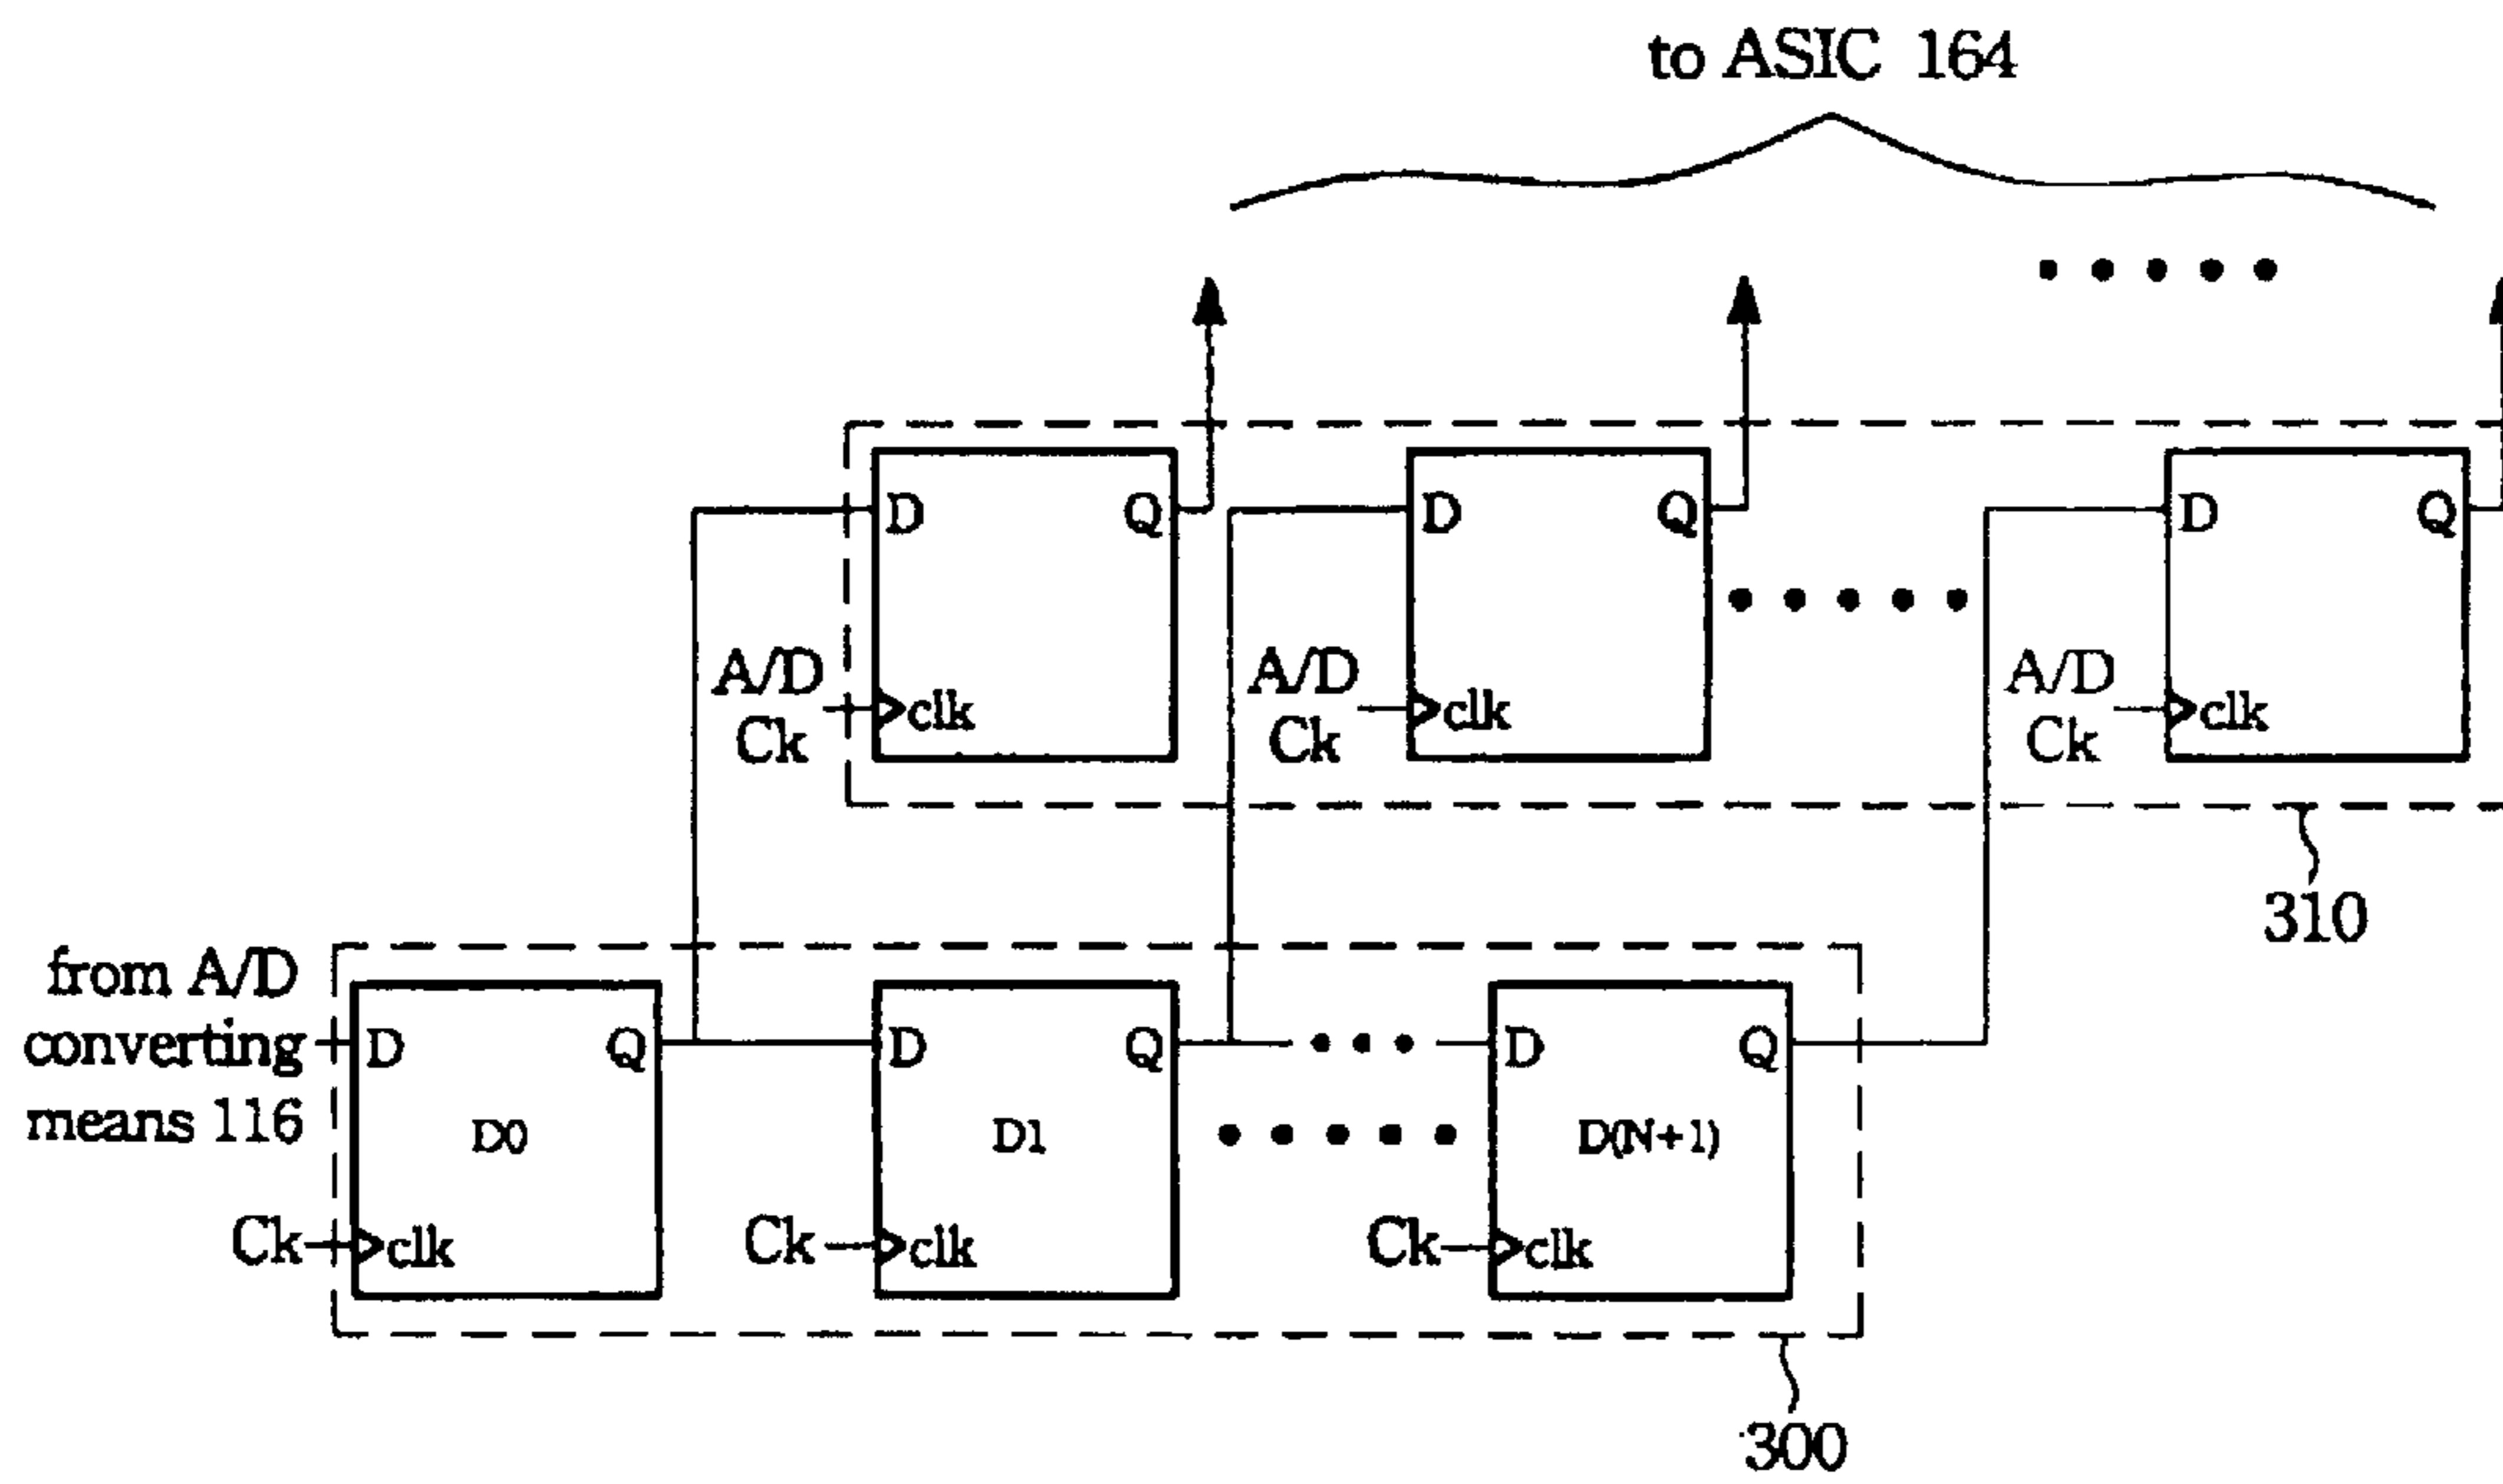 to ASIC 164
D Q D Q D Q
A/D A/D A/D
Ck clk Ck clk Ck clk
310
from A/D
converting
means 116
D Q D Q D Q
D0 D1 D(N+1)
Ck clk Ck clk Ck clk
300